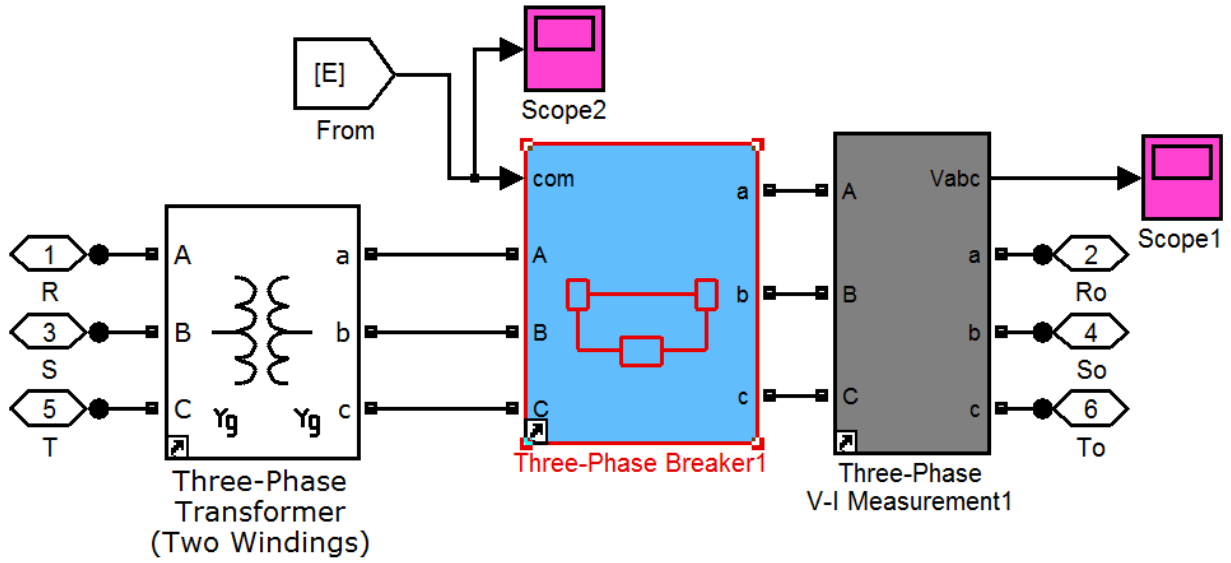 [E]
From
Scope2
com
A
B
C
a
b
c
Three-Phase Breaker1
1
R
3
S
5
T
A
B
C
a
b
c
Yg
Yg
Three-Phase
Transformer
(Two Windings)
A
B
C
Vabc
a
b
c
Three-Phase
V-I Measurement1
Scope1
2
Ro
4
So
6
To